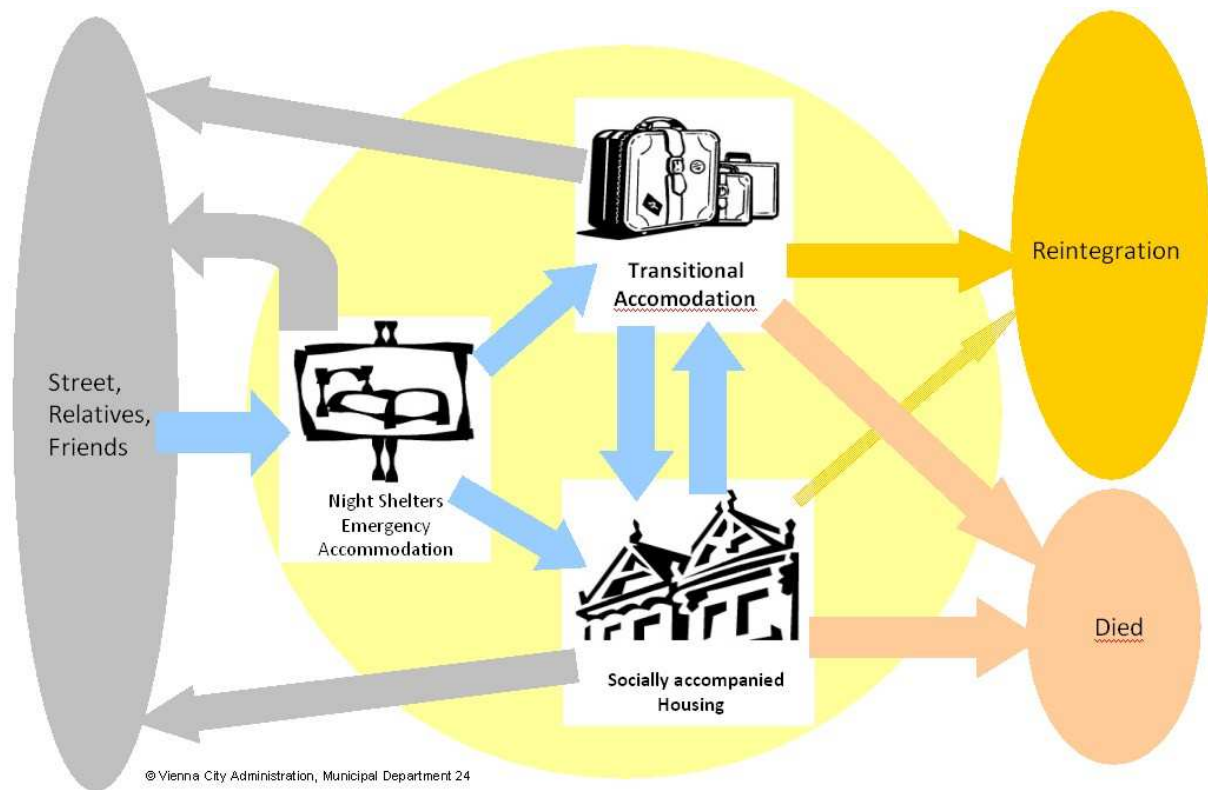 Street,
Relatives,
Friends
Night Shelters
Emergency
Accommodation
Transitional
Accomodation
Socially accompanied
Housing
Reintegration
Died
© Vienna City Administration, Municipal Department 24